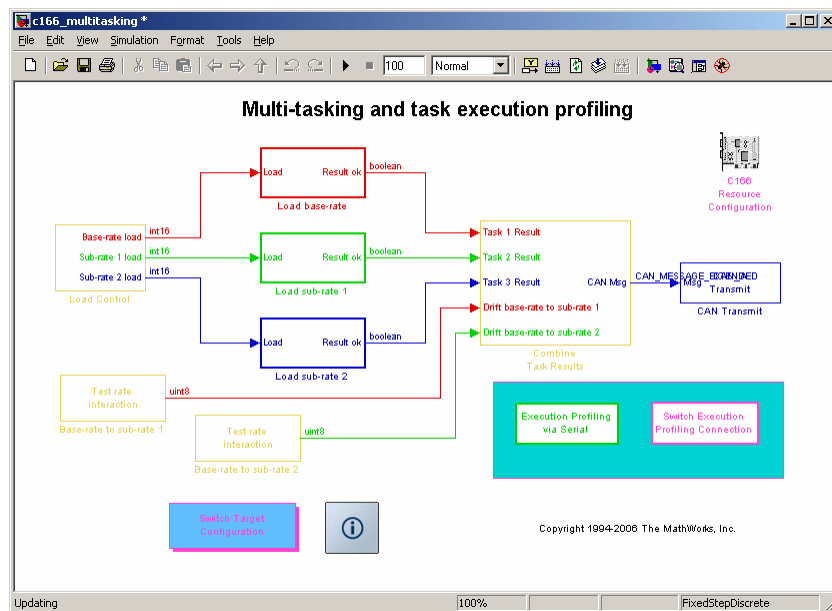 c166_multitasking *
File Edit View Simulation Format Tools Help
100 Normal
Multi-tasking and task execution profiling
C166
Resource
Configuration
Load Result ok boolean
Load base-rate
Base-rate load int16
Sub-rate 1 load int16
Sub-rate 2 load int16
Load Control
Load Result ok boolean
Load sub-rate 1
Load Result ok boolean
Load sub-rate 2
Task 1 Result
Task 2 Result
Task 3 Result CAN Msg
Drift base-rate to sub-rate 1
Drift base-rate to sub-rate 2
Combine
Task Results
Msg Transmit
CAN Transmit
Test rate
interaction
uint8
Base-rate to sub-rate 1
Test rate
interaction
uint8
Base-rate to sub-rate 2
Execution Profiling
via Serial
Switch Execution
Profiling Connection
Switch Target
Configuration
i
Copyright 1994-2006 The MathWorks, Inc.
Updating 100% FixedStepDiscrete